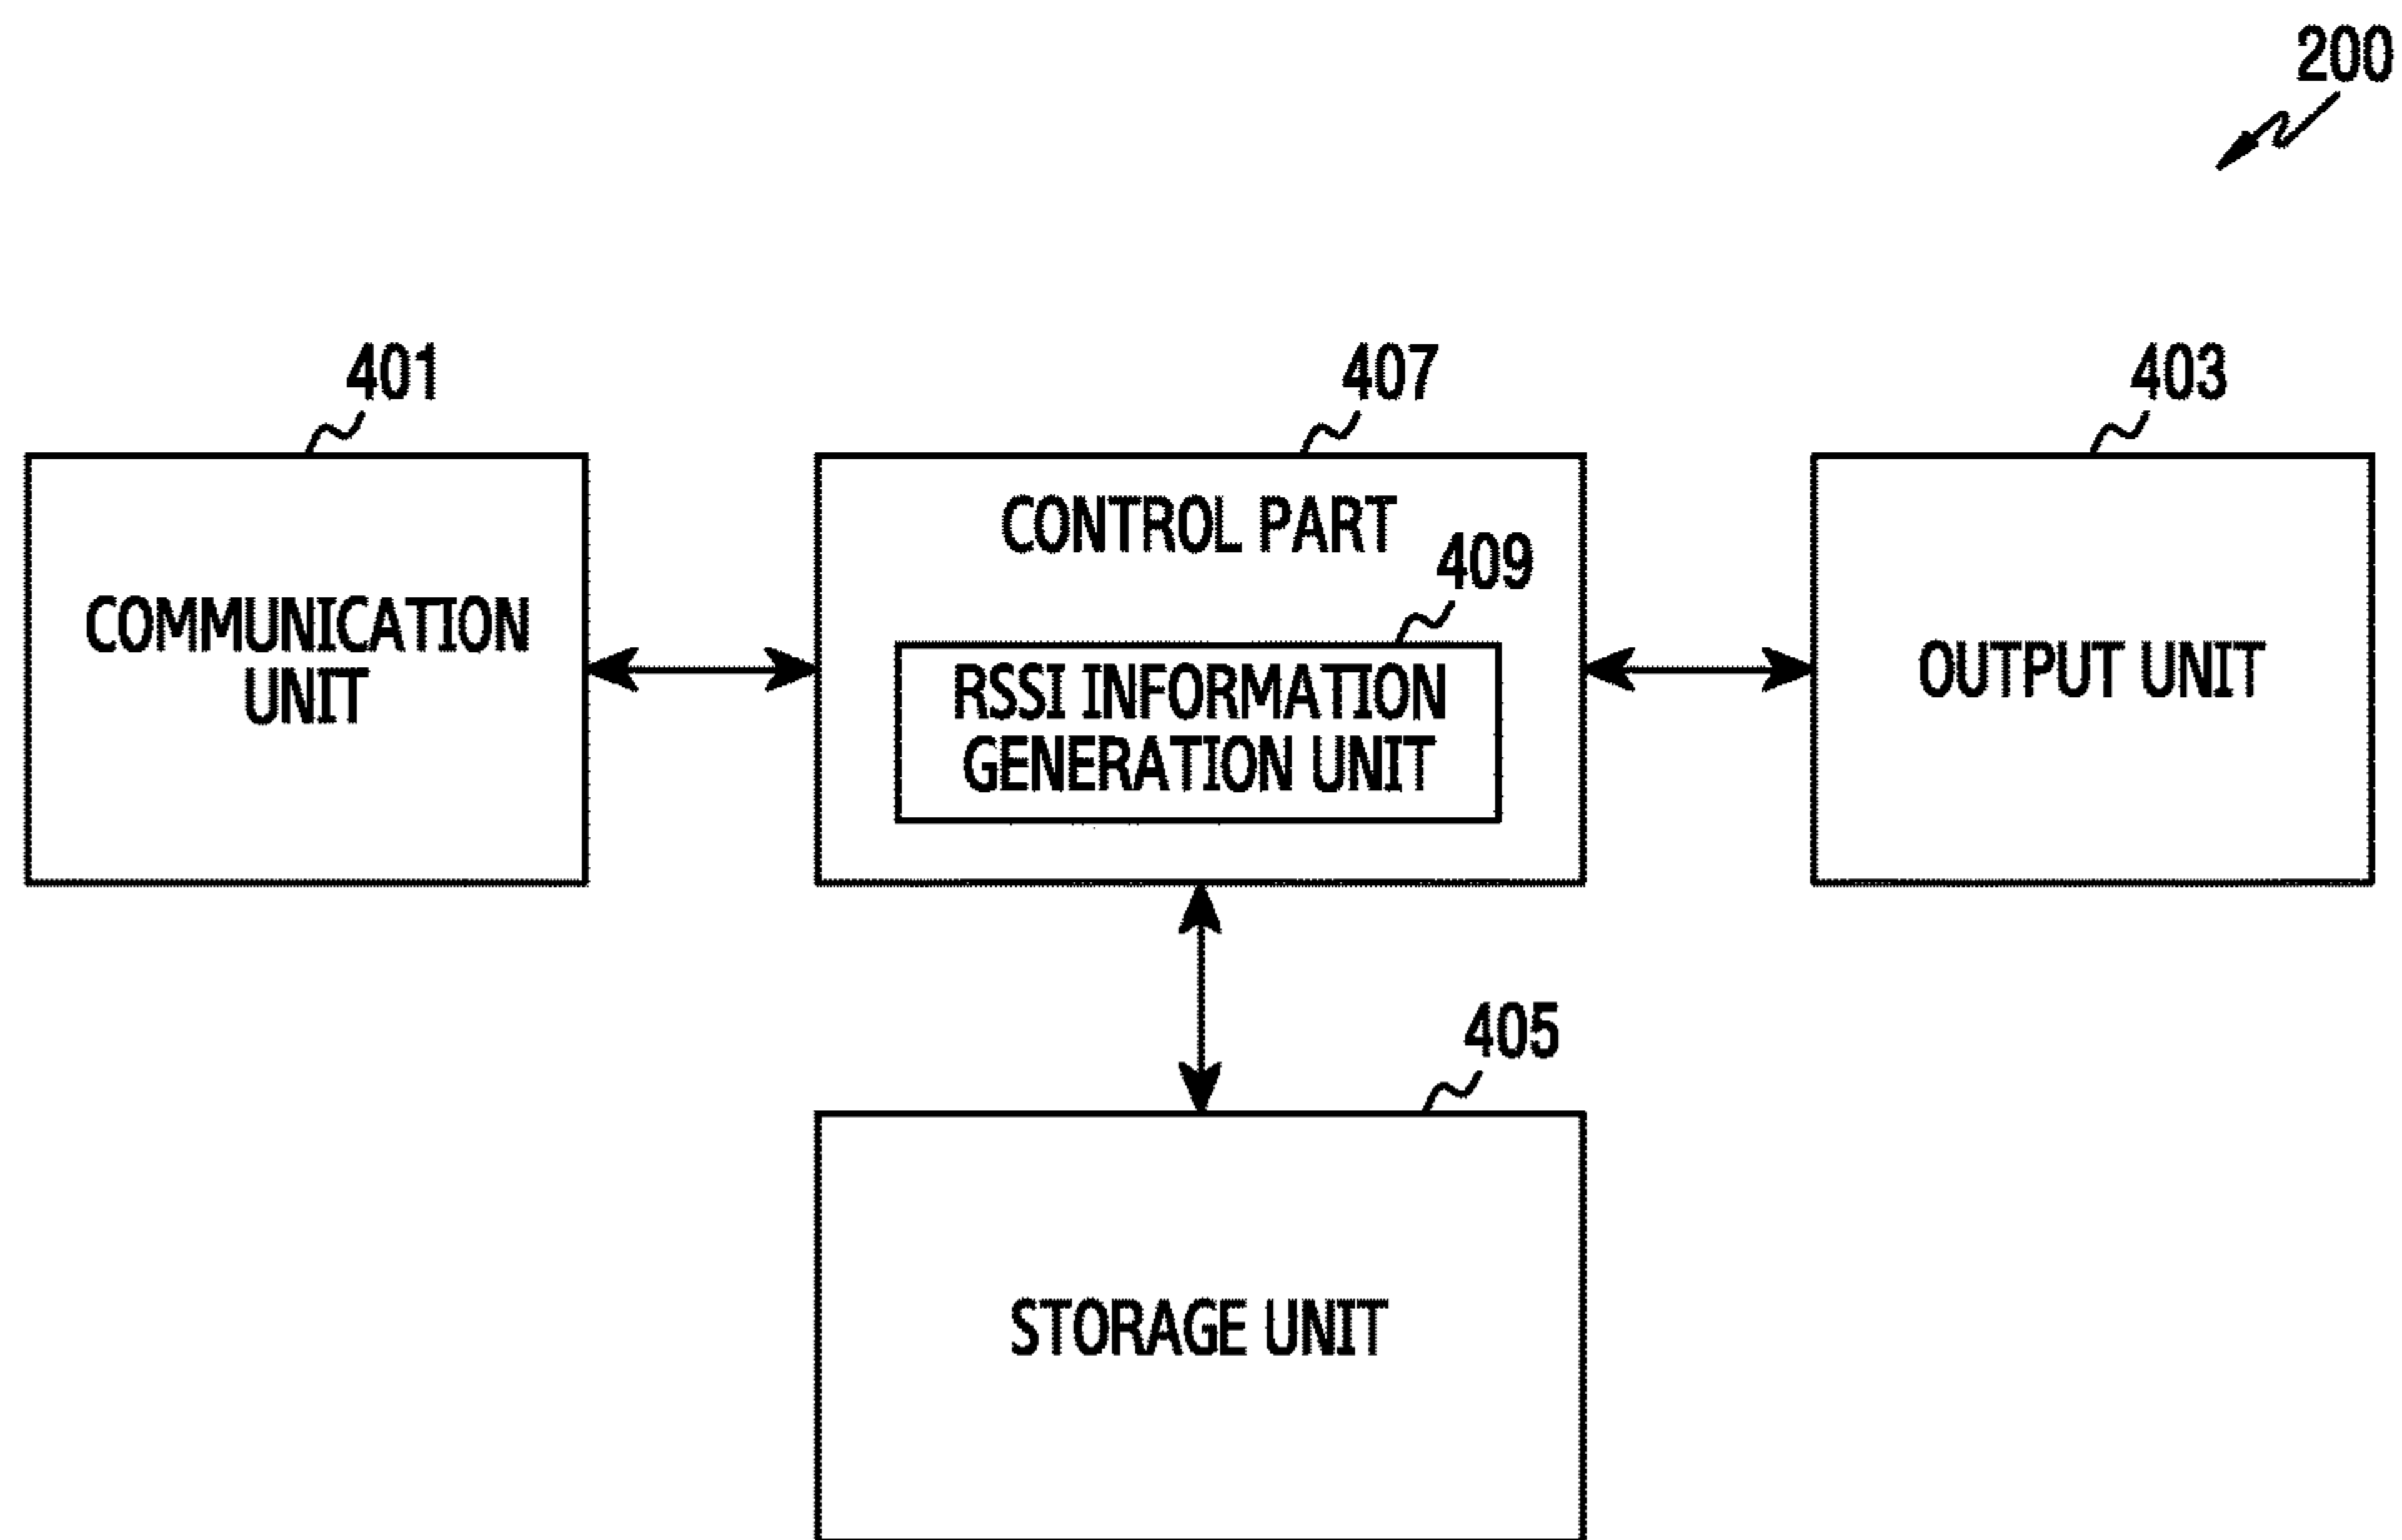 200
401
407
403
CONTROL PART
409
COMMUNICATION
UNIT
RSSI INFORMATION
GENERATION UNIT
OUTPUT UNIT
405
STORAGE UNIT